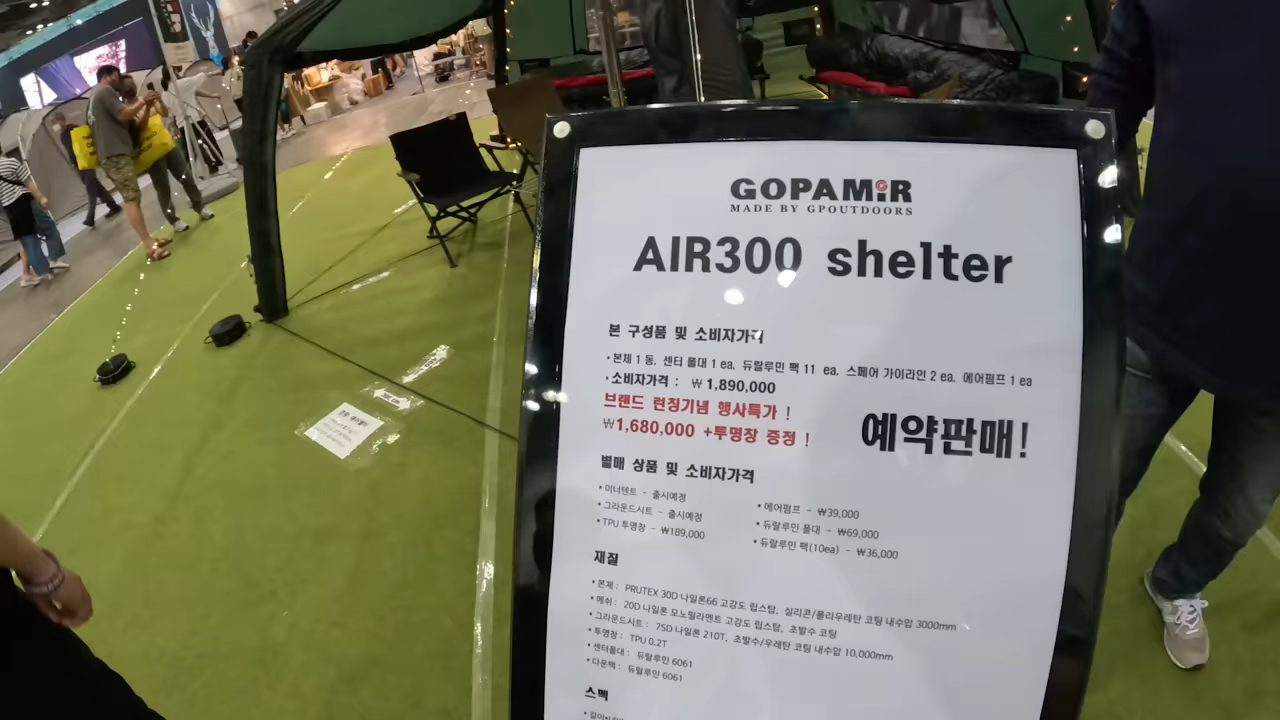 GOPAMiR
MADE BY GPOUTDOORS
AIR300 shelter
본 구성품 및 소비자가격
• 본체 1 동, 센터 폴대 1 ea, 듀랄루민 팩 11 ea, 스페어 가이라인 2 ea, 에어펌프 1 ea
• 소비자가격 : ₩ 1,890,000
브랜드 런칭기념 행사특가 !
₩1,680,000 +투명창 증정 !
예약판매!
별매 상품 및 소비자가격
• 이너텐트 - 출시예정
• 그라운드시트 - 출시예정
• TPU 투명창 - ₩189,000
• 에어펌프 - ₩39,000
• 듀랄루민 폴대 - ₩69,000
• 듀랄루민 팩(10ea) - ₩36,000
재질
• 본체 : PRUTEX 30D 나일론66 고강도 립스탑, 실리콘/폴리우레탄 코팅 내수압 3000mm
• 메쉬 : 20D 나일론 모노필라멘트 고강도 립스탑, 초발수 코팅
• 그라운드시트 : 75D 나일론 210T, 초발수/우레탄 코팅 내수압 10,000mm
• 투명창 : TPU 0.2T
• 센터폴대 : 듀랄루민 6061
• 다운팩 : 듀랄루민 6061
스펙